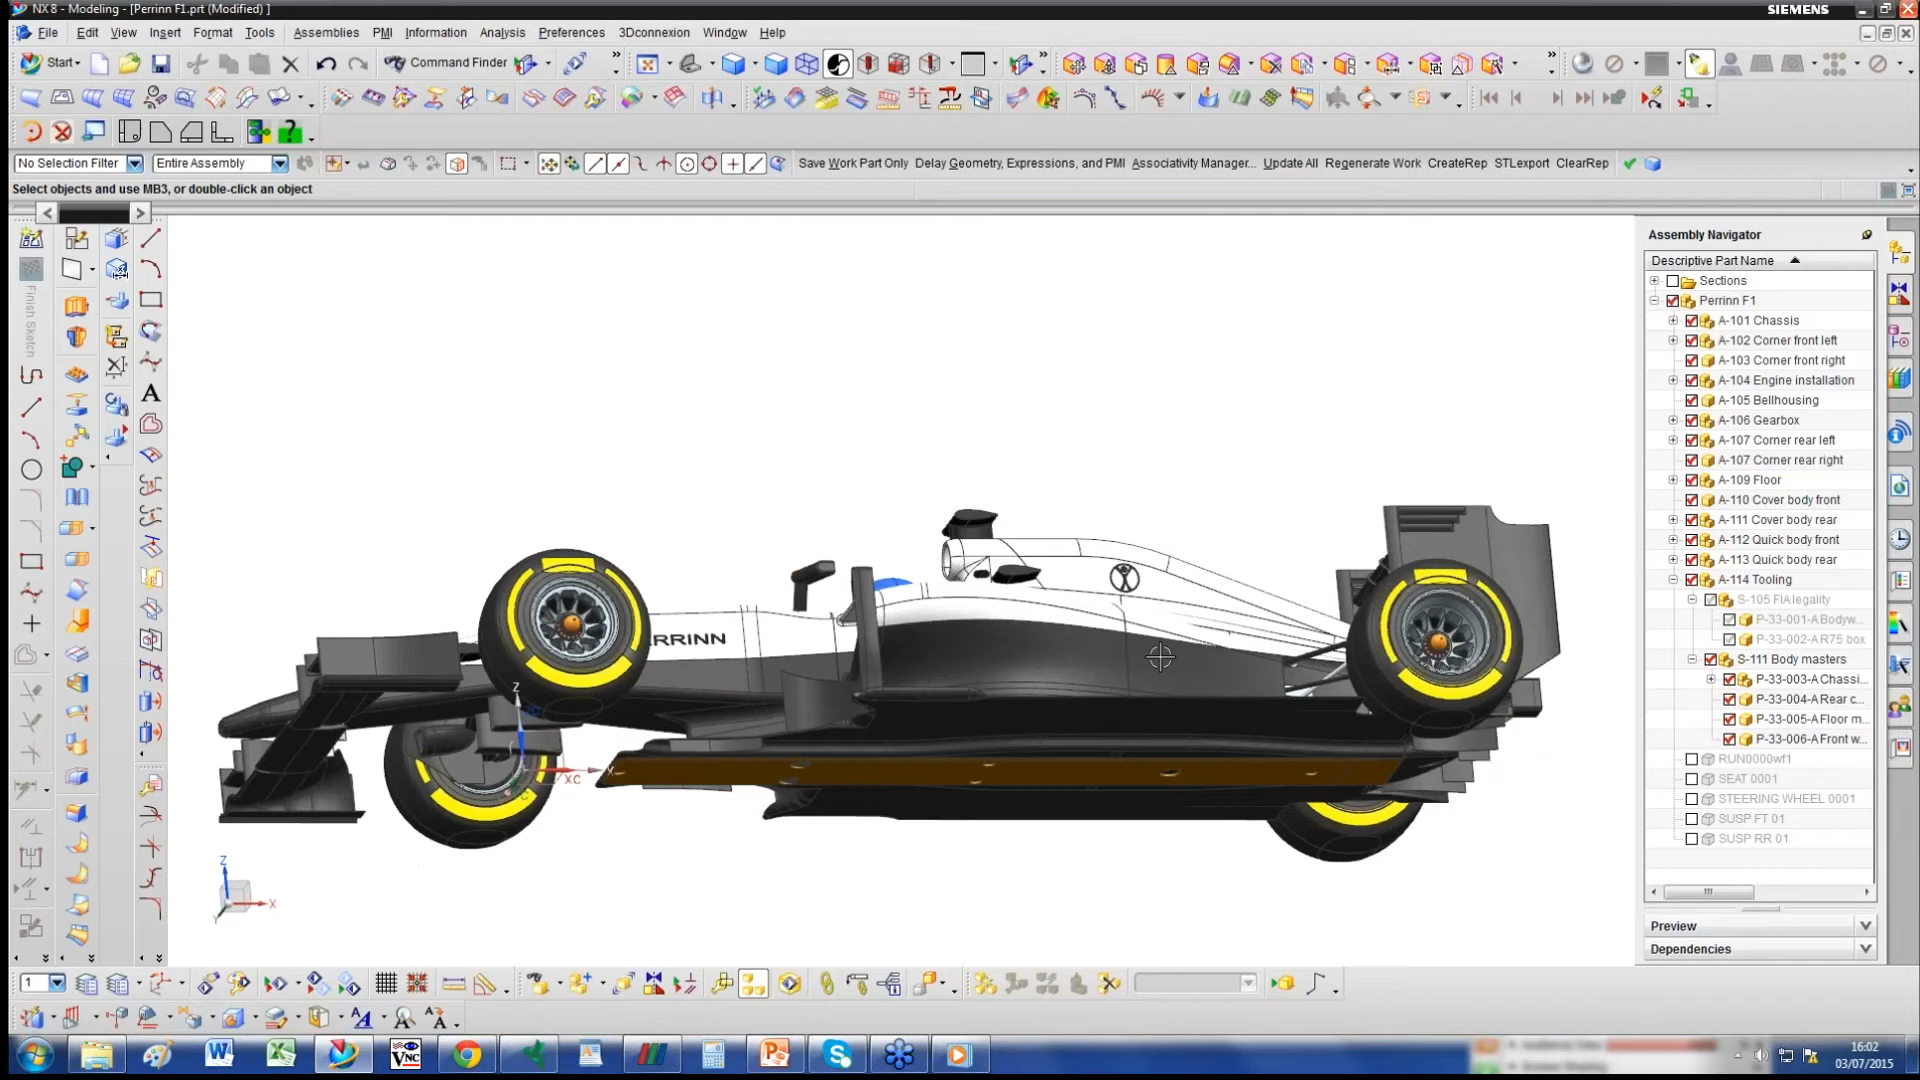 NX 8 - Modeling - [Perrinn F1.prt (Modified) ]
SIEMENS
File Edit View Insert Format Tools Assemblies PMI Information Analysis Preferences 3Dconnexion Window Help
Start Command Finder
No Selection Filter Entire Assembly Save Work Part Only Delay Geometry, Expressions, and PMI Associativity Manager... Update All Regenerate Work CreateRep STLexport ClearRep
Select objects and use MB3, or double-click an object
Finish Sketch
Assembly Navigator
Descriptive Part Name
Sections
Perrinn F1
A-101 Chassis
A-102 Corner front left
A-103 Corner front right
A-104 Engine installation
A-105 Bellhousing
A-106 Gearbox
A-107 Corner rear left
A-107 Corner rear right
A-109 Floor
A-110 Cover body front
A-111 Cover body rear
A-112 Quick body front
A-113 Quick body rear
A-114 Tooling
S-105 FIA legality
P-33-001-A Bodyw...
P-33-002-A R75 box
S-111 Body masters
P-33-003-A Chassi...
P-33-004-A Rear c...
P-33-005-A Floor m...
P-33-006-A Front w...
RUN0000wf1
SEAT 0001
STEERING WHEEL 0001
SUSP FT 01
SUSP RR 01
Preview
Dependencies
ERRINN
Z
X
XC
Z
X
Y
1
16:02
03/07/2015